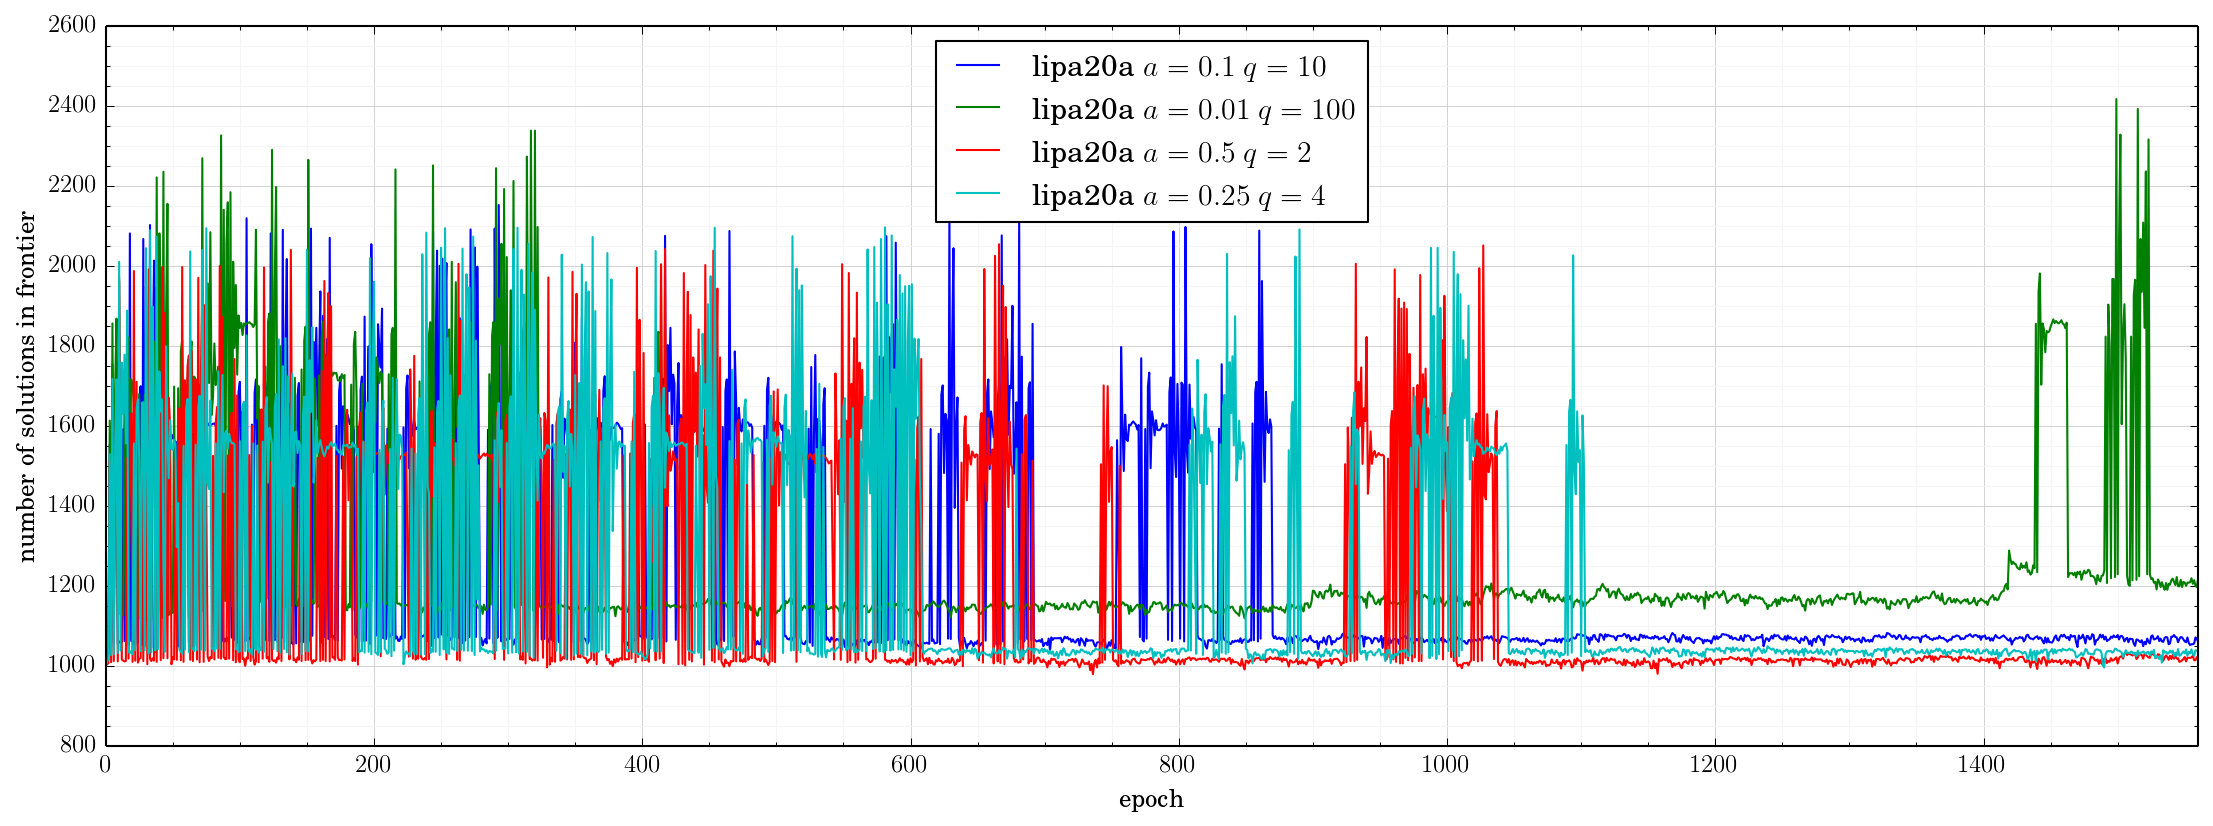 2600
2400
2200
2000
1800
1600
1400
1200
1000
800
number of solutions in frontier
lipa20a a = 0.1 q = 10
lipa20a a = 0.01 q = 100
lipa20a a = 0.5 q = 2
lipa20a a = 0.25 q = 4
0 200 400 600 800 1000 1200 1400
epoch